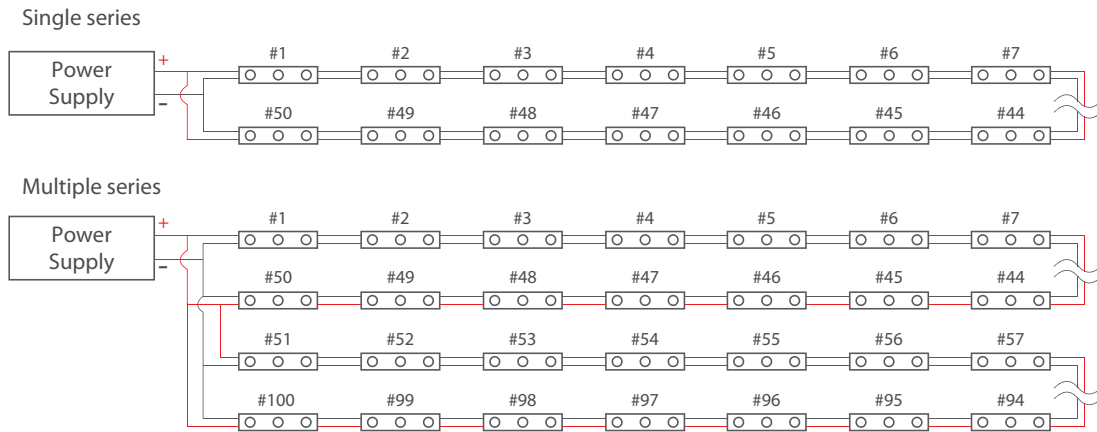 Single series
Power
Supply
+
–
#1 #2 #3 #4 #5 #6 #7
#50 #49 #48 #47 #46 #45 #44
Multiple series
Power
Supply
+
–
#1 #2 #3 #4 #5 #6 #7
#50 #49 #48 #47 #46 #45 #44
#51 #52 #53 #54 #55 #56 #57
#100 #99 #98 #97 #96 #95 #94